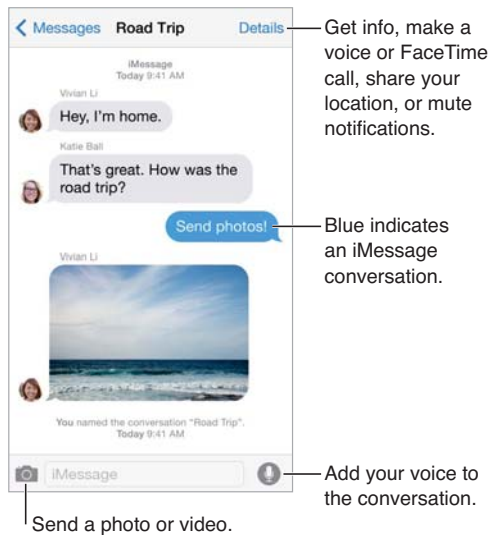 Messages Road Trip Details
Get info, make a
voice or FaceTime
call, share your
location, or mute
notifications.
iMessage
Today 9:41 AM
Vivian Li
Hey, I'm home.
Katie Ball
That's great. How was the
road trip?
Send photos!
Blue indicates
an iMessage
conversation.
Vivian Li
You named the conversation "Road Trip".
Today 9:41 AM
iMessage
Add your voice to
the conversation.
Send a photo or video.